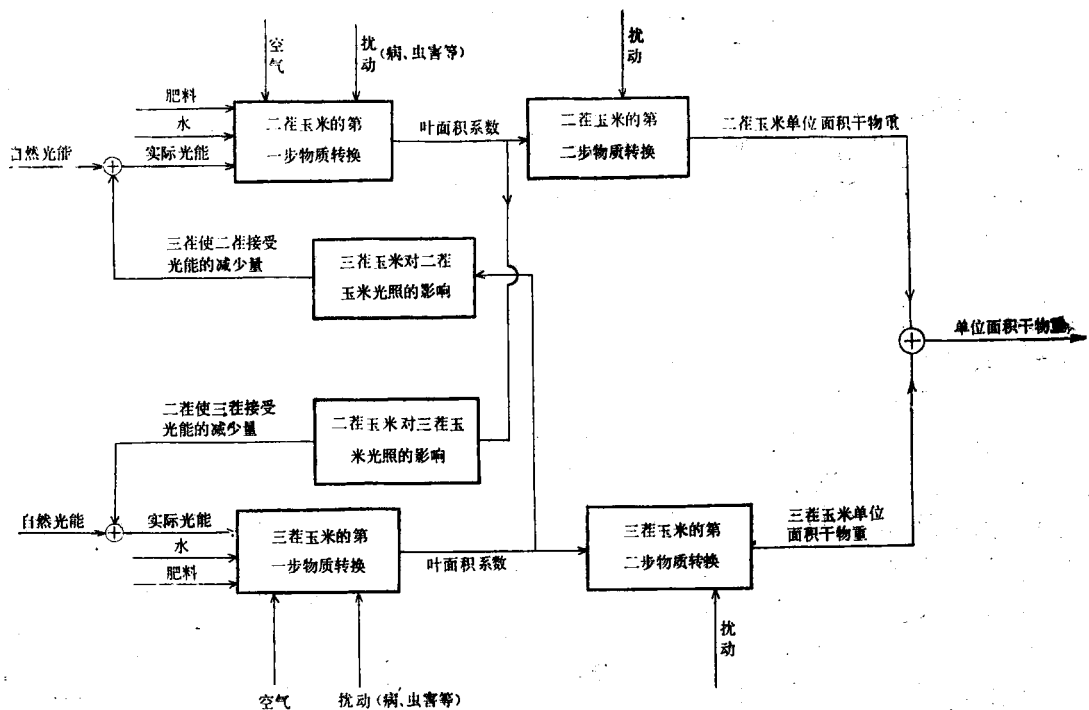 空气
扰动 (病、虫害等)
扰动
肥料
水
自然光能
实际光能
二茬玉米的第
一步物质转换
叶面积系数
二茬玉米的第
二步物质转换
二茬玉米单位面积干物重
三茬使二茬接受
光能的减少量
三茬玉米对二茬
玉米光照的影响
单位面积干物重
二茬使三茬接受
光能的减少量
二茬玉米对三茬玉
米光照的影响
自然光能
实际光能
水
肥料
三茬玉米的第
一步物质转换
叶面积系数
三茬玉米的第
二步物质转换
三茬玉米单位
面积干物重
扰动
空气
扰动 (病、虫害等)